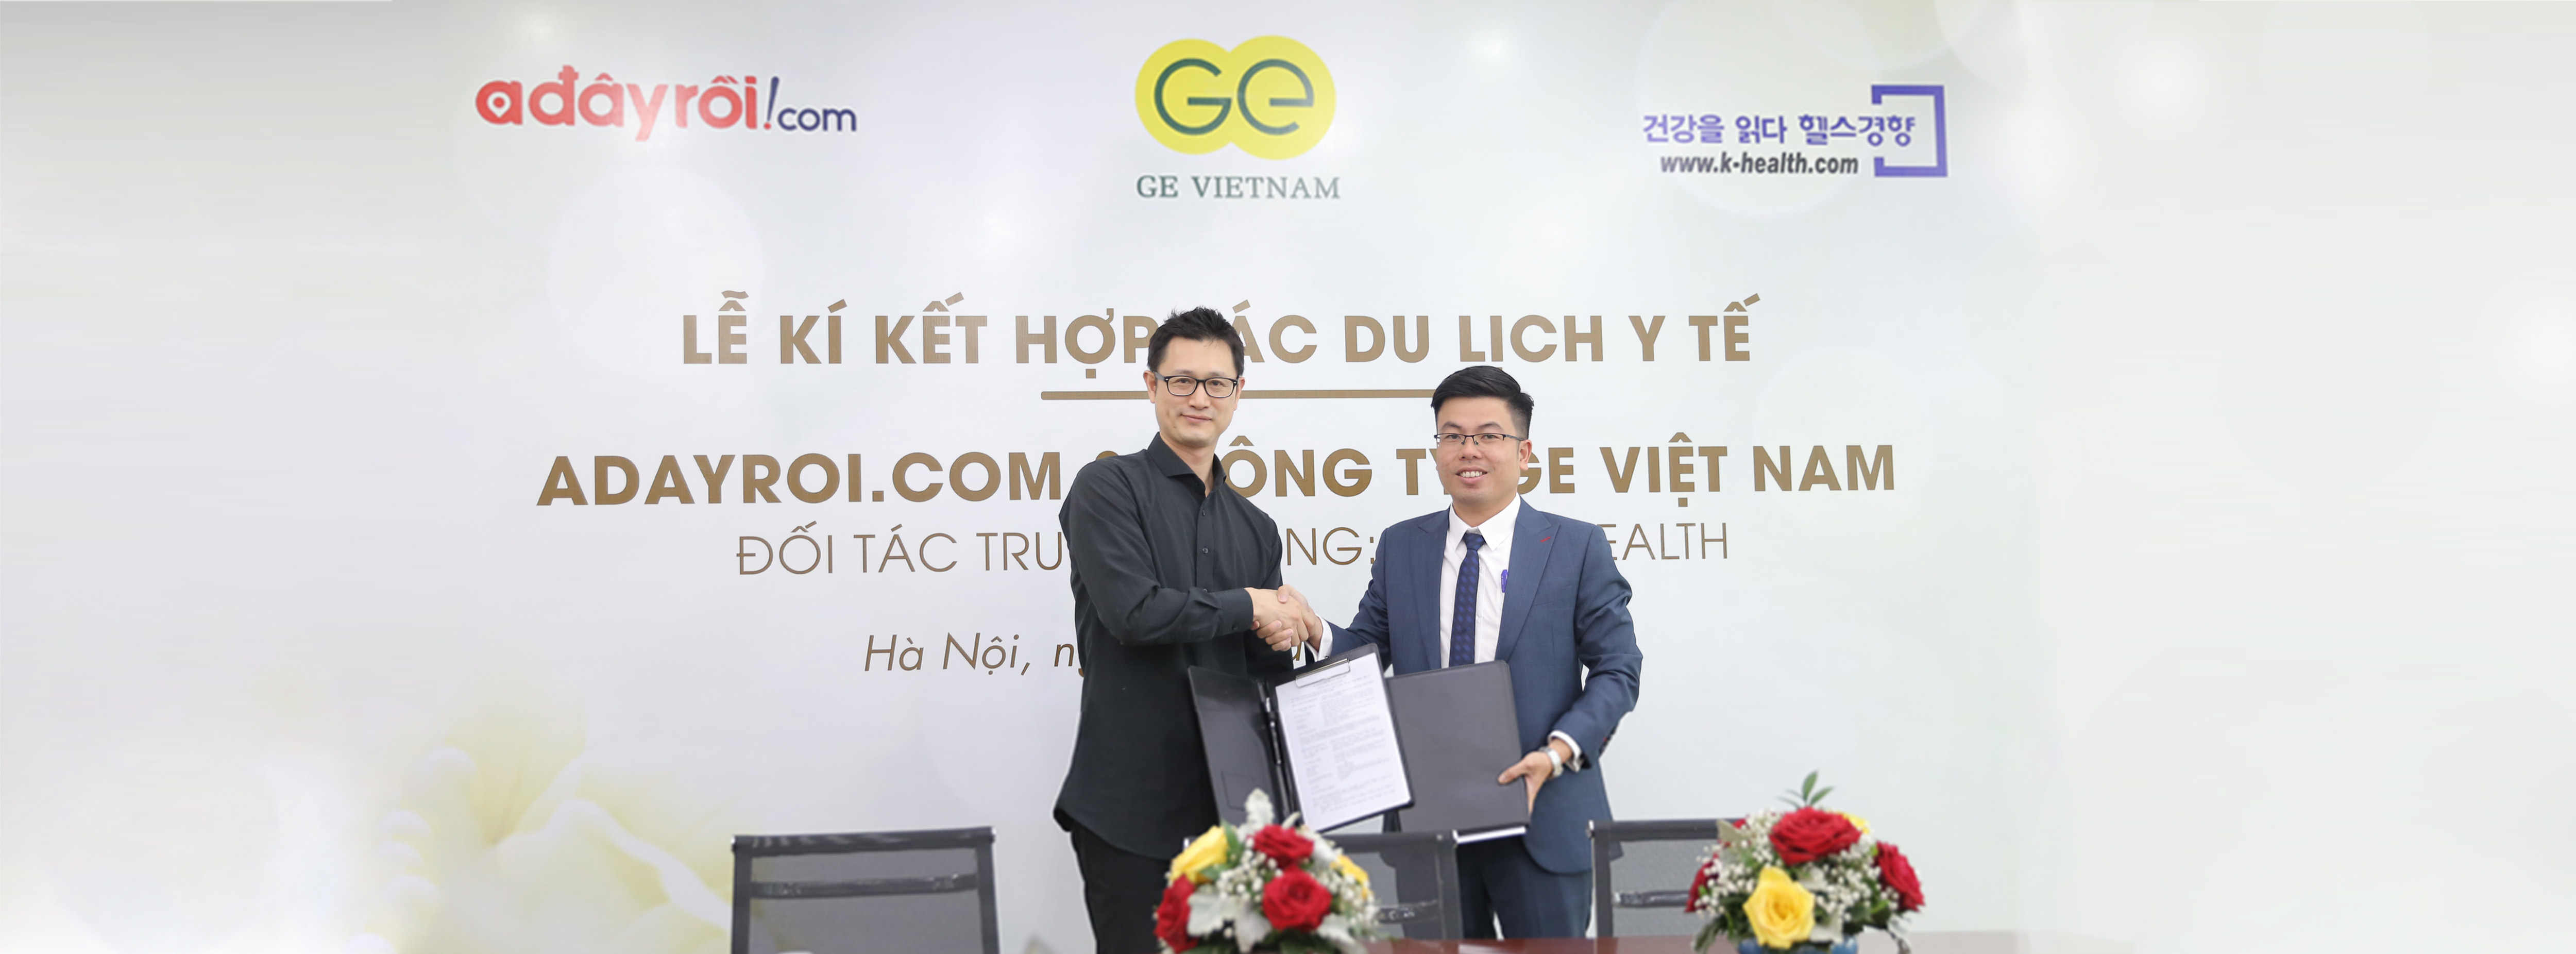 ađâyrồi!.com
Ge
GE VIETNAM
건강을 읽다 헬스경향
www.k-health.com
LỄ KÍ KẾT HỢP ÁC DU LỊCH Y TẾ
ADAYROI.COM ÔNG TY GE VIỆT NAM
ĐỐI TÁC TRU NG: EALTH
Hà Nội,